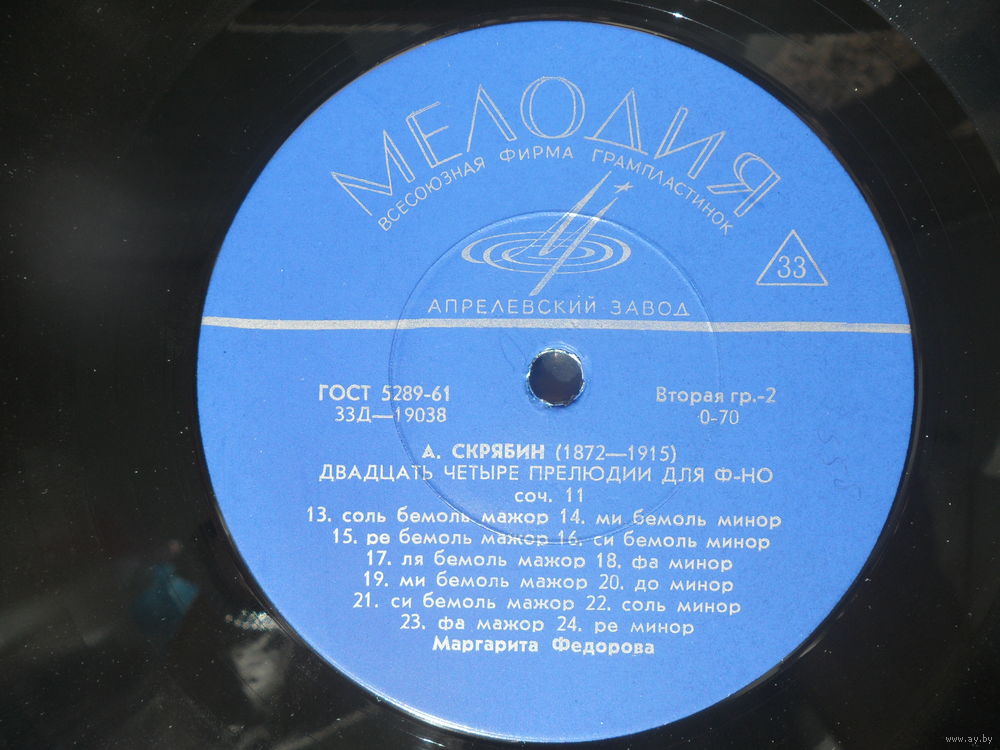 МЕЛОДИЯ
ВСЕСОЮЗНАЯ ФИРМА ГРАМПЛАСТИНОК
33
АПРЕЛЕВСКИЙ ЗАВОД
ГОСТ 5289-61
Вторая гр.-2
33Д—19038
0-70
А. СКРЯБИН (1872—1915)
ДВАДЦАТЬ ЧЕТЫРЕ ПРЕЛЮДИИ ДЛЯ Ф-НО
соч. 11
13. соль бемоль мажор 14. ми бемоль минор
15. ре бемоль мажор 16. си бемоль минор
17. ля бемоль мажор 18. фа минор
19. ми бемоль мажор 20. до минор
21. си бемоль мажор 22. соль минор
23. фа мажор 24. ре минор
Маргарита Федорова
www.ay.by